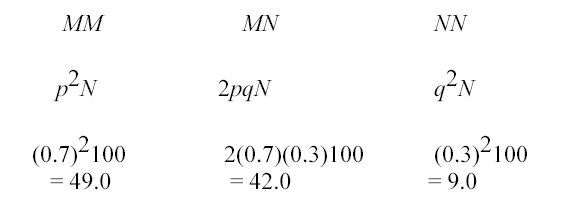 MM MN NN
p²N 2pqN q²N
(0.7)²100 2(0.7)(0.3)100 (0.3)²100
= 49.0 = 42.0 = 9.0